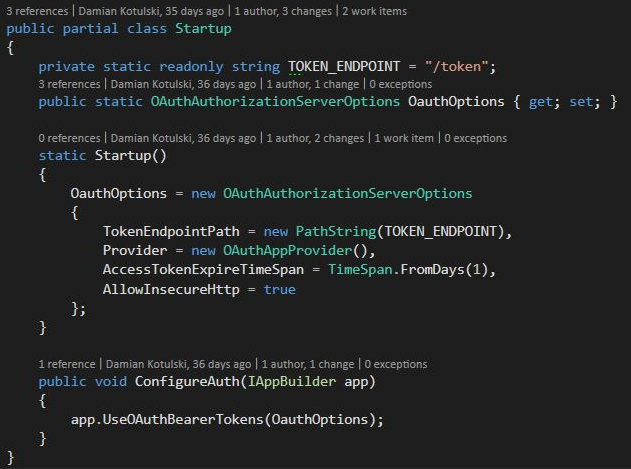 3 references | Damian Kotulski, 35 days ago | 1 author, 3 changes | 2 work items
public partial class Startup
{
private static readonly string TOKEN_ENDPOINT = "/token";
3 references | Damian Kotulski, 36 days ago | 1 author, 1 change | 0 exceptions
public static OAuthAuthorizationServerOptions OauthOptions { get; set; }
0 references | Damian Kotulski, 36 days ago | 1 author, 2 changes | 1 work item | 0 exceptions
static Startup()
{
OauthOptions = new OAuthAuthorizationServerOptions
{
TokenEndpointPath = new PathString(TOKEN_ENDPOINT),
Provider = new OAuthAppProvider(),
AccessTokenExpireTimeSpan = TimeSpan.FromDays(1),
AllowInsecureHttp = true
};
}
1 reference | Damian Kotulski, 36 days ago | 1 author, 1 change | 0 exceptions
public void ConfigureAuth(IAppBuilder app)
{
app.UseOAuthBearerTokens(OauthOptions);
}
}